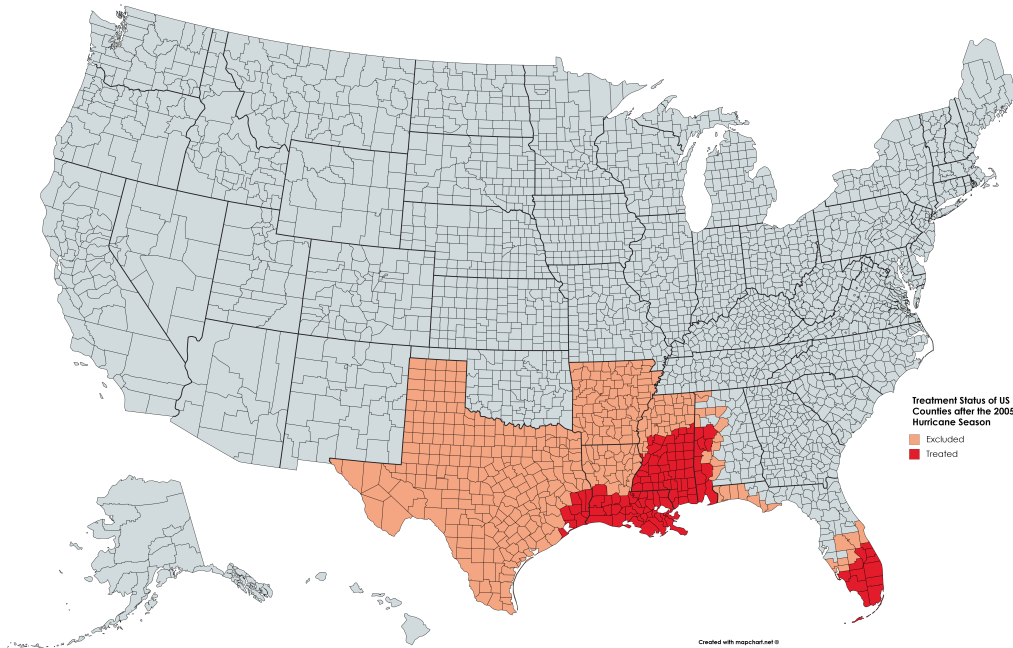 Treatment Status of US
Counties after the 2005
Hurricane Season
Excluded
Treated
Created with mapchart.net ©